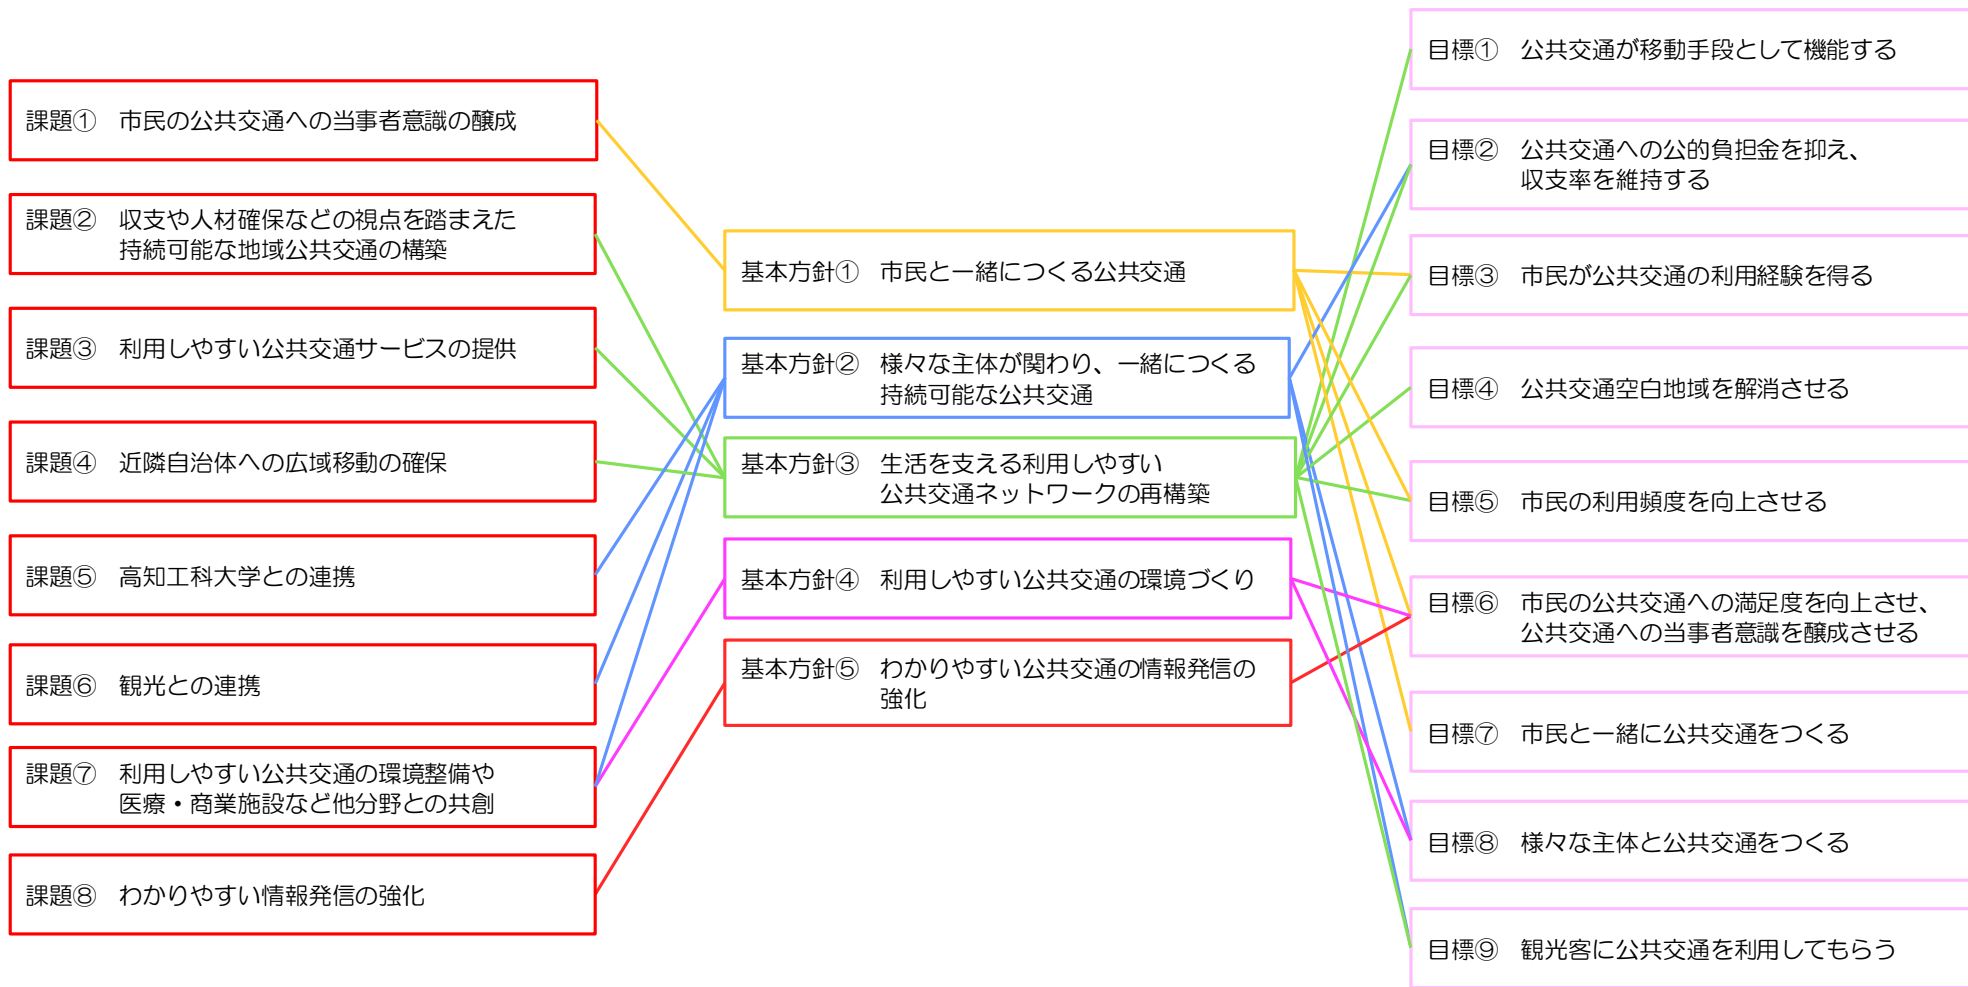 課題① 市民の公共交通への当事者意識の醸成
課題② 収支や人材確保などの視点を踏まえた
持続可能な地域公共交通の構築
課題③ 利用しやすい公共交通サービスの提供
課題④ 近隣自治体への広域移動の確保
課題⑤ 高知工科大学との連携
課題⑥ 観光との連携
課題⑦ 利用しやすい公共交通の環境整備や
医療・商業施設など他分野との共創
課題⑧ わかりやすい情報発信の強化
基本方針① 市民と一緒につくる公共交通
基本方針② 様々な主体が関わり、一緒につくる
持続可能な公共交通
基本方針③ 生活を支える利用しやすい
公共交通ネットワークの再構築
基本方針④ 利用しやすい公共交通の環境づくり
基本方針⑤ わかりやすい公共交通の情報発信の
強化
目標① 公共交通が移動手段として機能する
目標② 公共交通への公的負担金を抑え、
収支率を維持する
目標③ 市民が公共交通の利用経験を得る
目標④ 公共交通空白地域を解消させる
目標⑤ 市民の利用頻度を向上させる
目標⑥ 市民の公共交通への満足度を向上させ、
公共交通への当事者意識を醸成させる
目標⑦ 市民と一緒に公共交通をつくる
目標⑧ 様々な主体と公共交通をつくる
目標⑨ 観光客に公共交通を利用してもらう